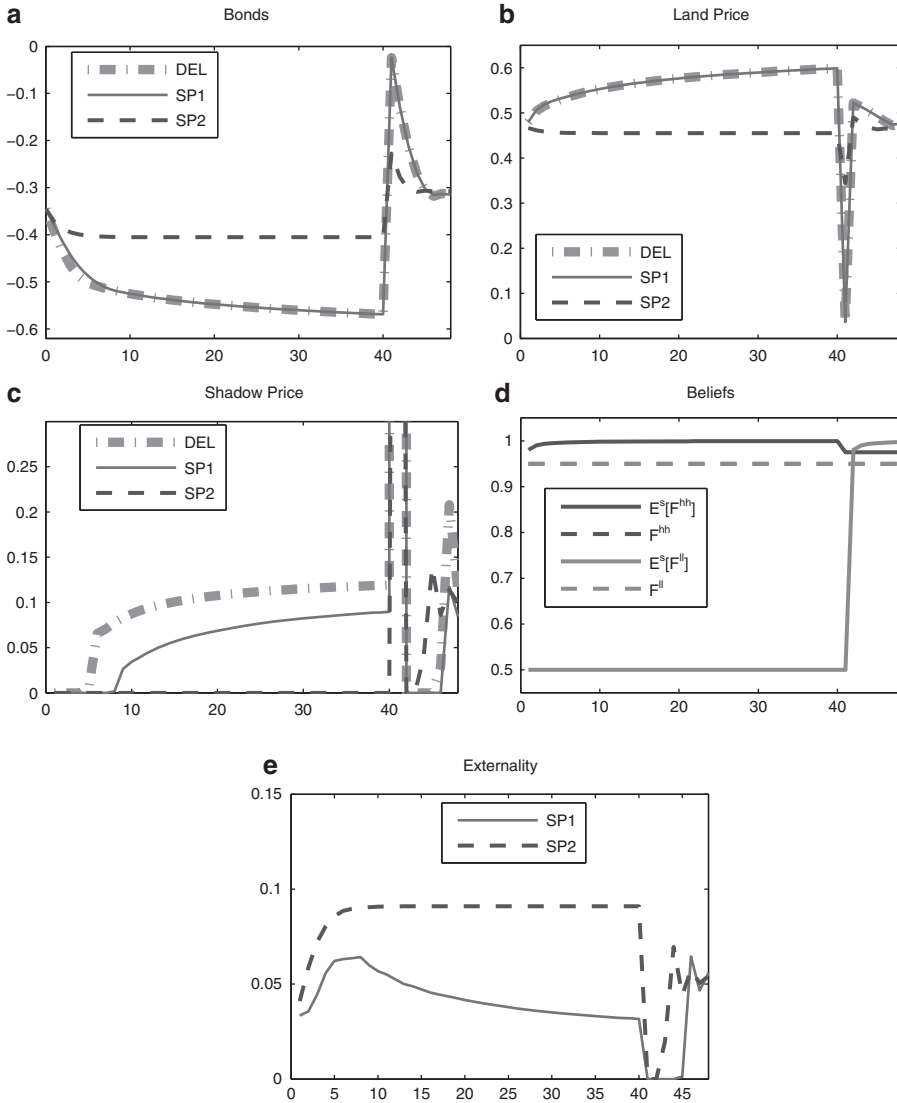 a
Bonds
0
−0.1
−0.2
−0.3
−0.4
−0.5
−0.6
0 10 20 30 40
DEL
SP1
SP2
b
Land Price
0.6
0.5
0.4
0.3
0.2
0.1
0
0 10 20 30 40
DEL
SP1
SP2
c
Shadow Price
0.25
0.2
0.15
0.1
0.05
0
0 10 20 30 40
DEL
SP1
SP2
d
Beliefs
1
0.9
0.8
0.7
0.6
0.5
0 10 20 30 40
E^s[F^hh]
F^hh
E^s[F^ll]
F^ll
e
Externality
0.15
0.1
0.05
0
0 5 10 15 20 25 30 35 40 45
SP1
SP2